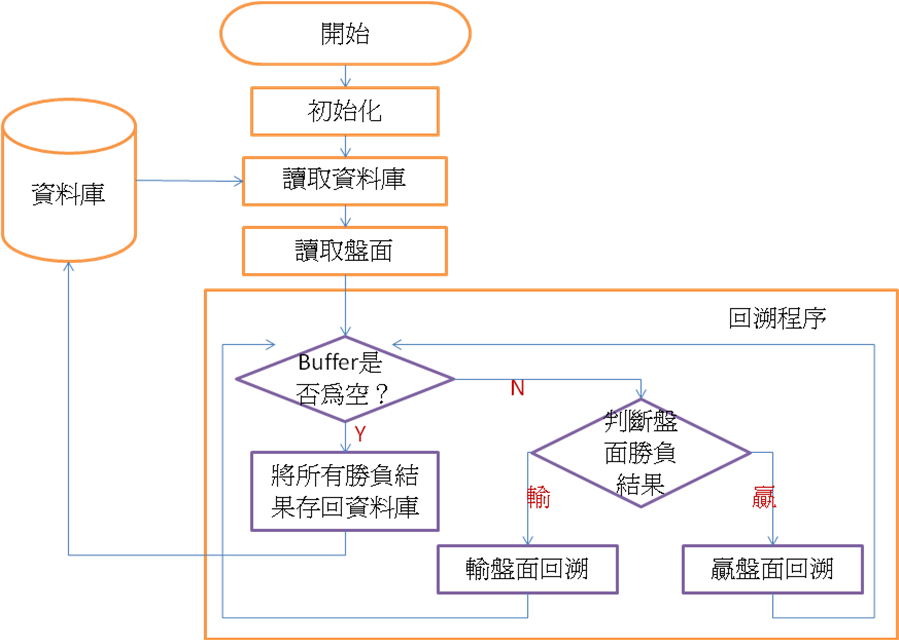 開始
初始化
資料庫
讀取資料庫
讀取盤面
回溯程序
Buffer是
否為空？
N
Y
判斷盤
面勝負
結果
將所有勝負結
果存回資料庫
輸
贏
輸盤面回溯
贏盤面回溯